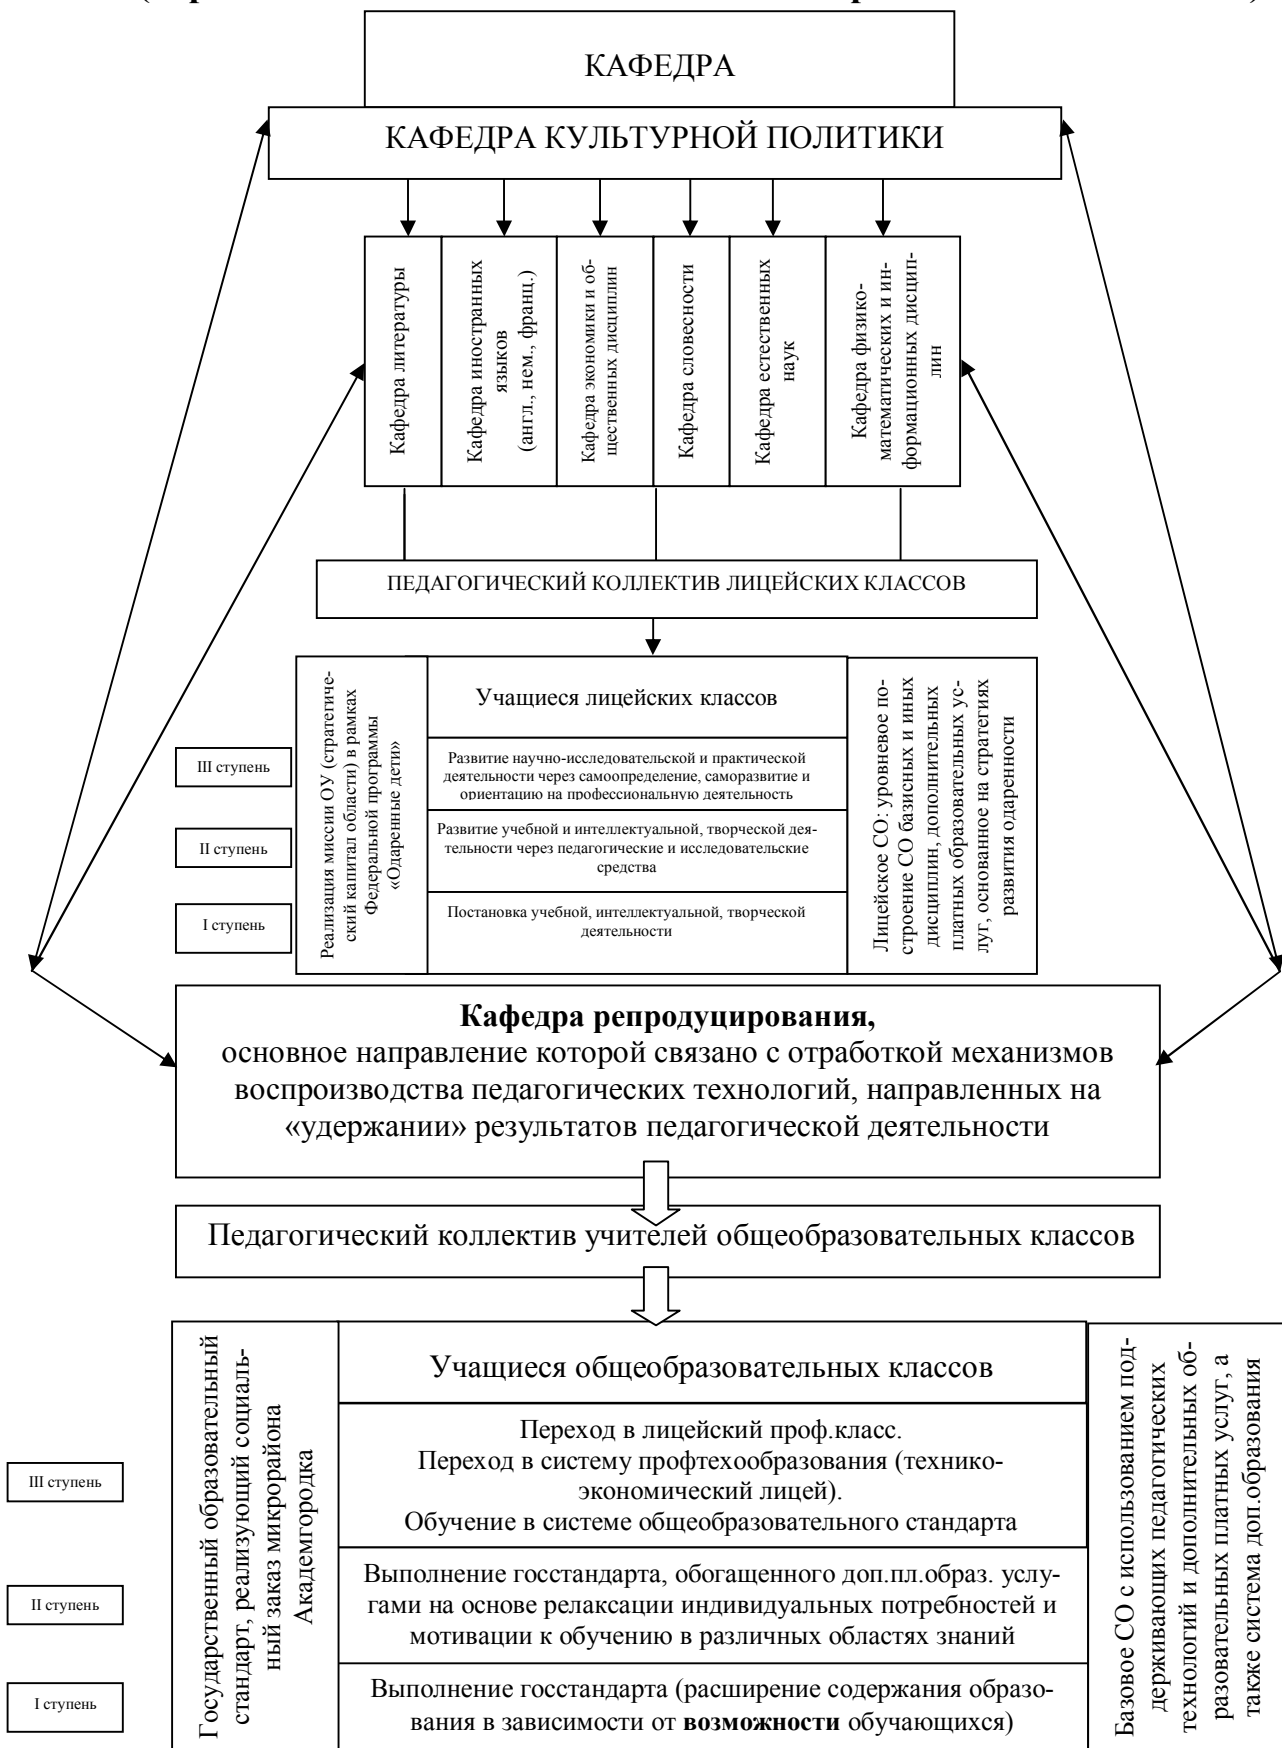 КАФЕДРА
КАФЕДРА КУЛЬТУРНОЙ ПОЛИТИКИ
Кафедра литературы
Кафедра иностранных
языков
(англ., нем., франц.)
Кафедра экономики и об-
щественных дисциплин
Кафедра словесности
Кафедра естественных
наук
Кафедра физико-
математических и ин-
формационных дисцип-
лин
ПЕДАГОГИЧЕСКИЙ КОЛЛЕКТИВ ЛИЦЕЙСКИХ КЛАССОВ
Реализация миссии ОУ (стратегиче-
ский капитал области) в рамках
Федеральной программы
«Одаренные дети»
Учащиеся лицейских классов
III ступень
Развитие научно-исследовательской и практической
деятельности через самоопределение, саморазвитие и
ориентацию на профессиональную деятельность
II ступень
Развитие учебной и интеллектуальной, творческой дея-
тельности через педагогические и исследовательские
средства
I ступень
Постановка учебной, интеллектуальной, творческой
деятельности
Лицейское СО: уровневое по-
строение СО базисных и иных
дисциплин, дополнительных
платных образовательных ус-
луг, основанное на стратегиях
развития одаренности
Кафедра репродуцирования,
основное направление которой связано с отработкой механизмов
воспроизводства педагогических технологий, направленных на
«удержании» результатов педагогической деятельности
Педагогический коллектив учителей общеобразовательных классов
Государственный образовательный
стандарт, реализующий социаль-
ный заказ микрорайона
Академгородка
Учащиеся общеобразовательных классов
III ступень
Переход в лицейский проф.класс.
Переход в систему профтехобразования (технико-
экономический лицей).
Обучение в системе общеобразовательного стандарта
II ступень
Выполнение госстандарта, обогащенного доп.пл.образ. услу-
гами на основе релаксации индивидуальных потребностей и
мотивации к обучению в различных областях знаний
I ступень
Выполнение госстандарта (расширение содержания образо-
вания в зависимости от возможности обучающихся)
Базовое СО с использованием под-
держивающих педагогических
технологий и дополнительных об-
разовательных платных услуг, а
также система доп.образования